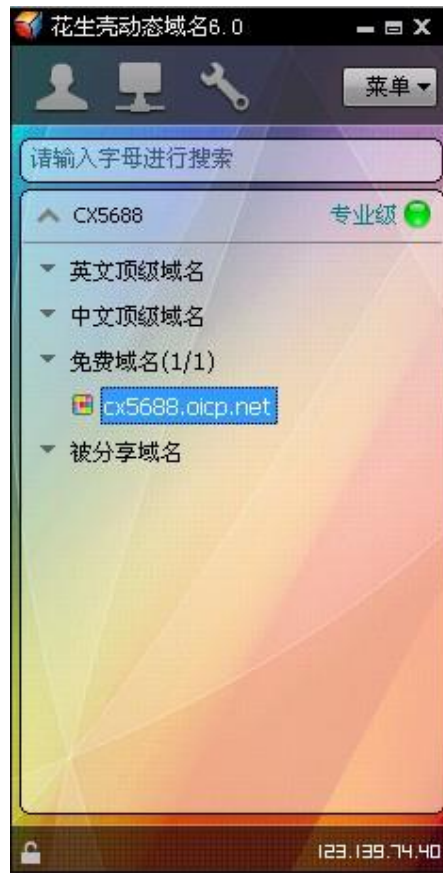 花生壳动态域名6.0
菜单
请输入字母进行搜索
CX5688 专业级
英文顶级域名
中文顶级域名
免费域名(1/1)
cx5688.oicp.net
被分享域名
123.139.74.40